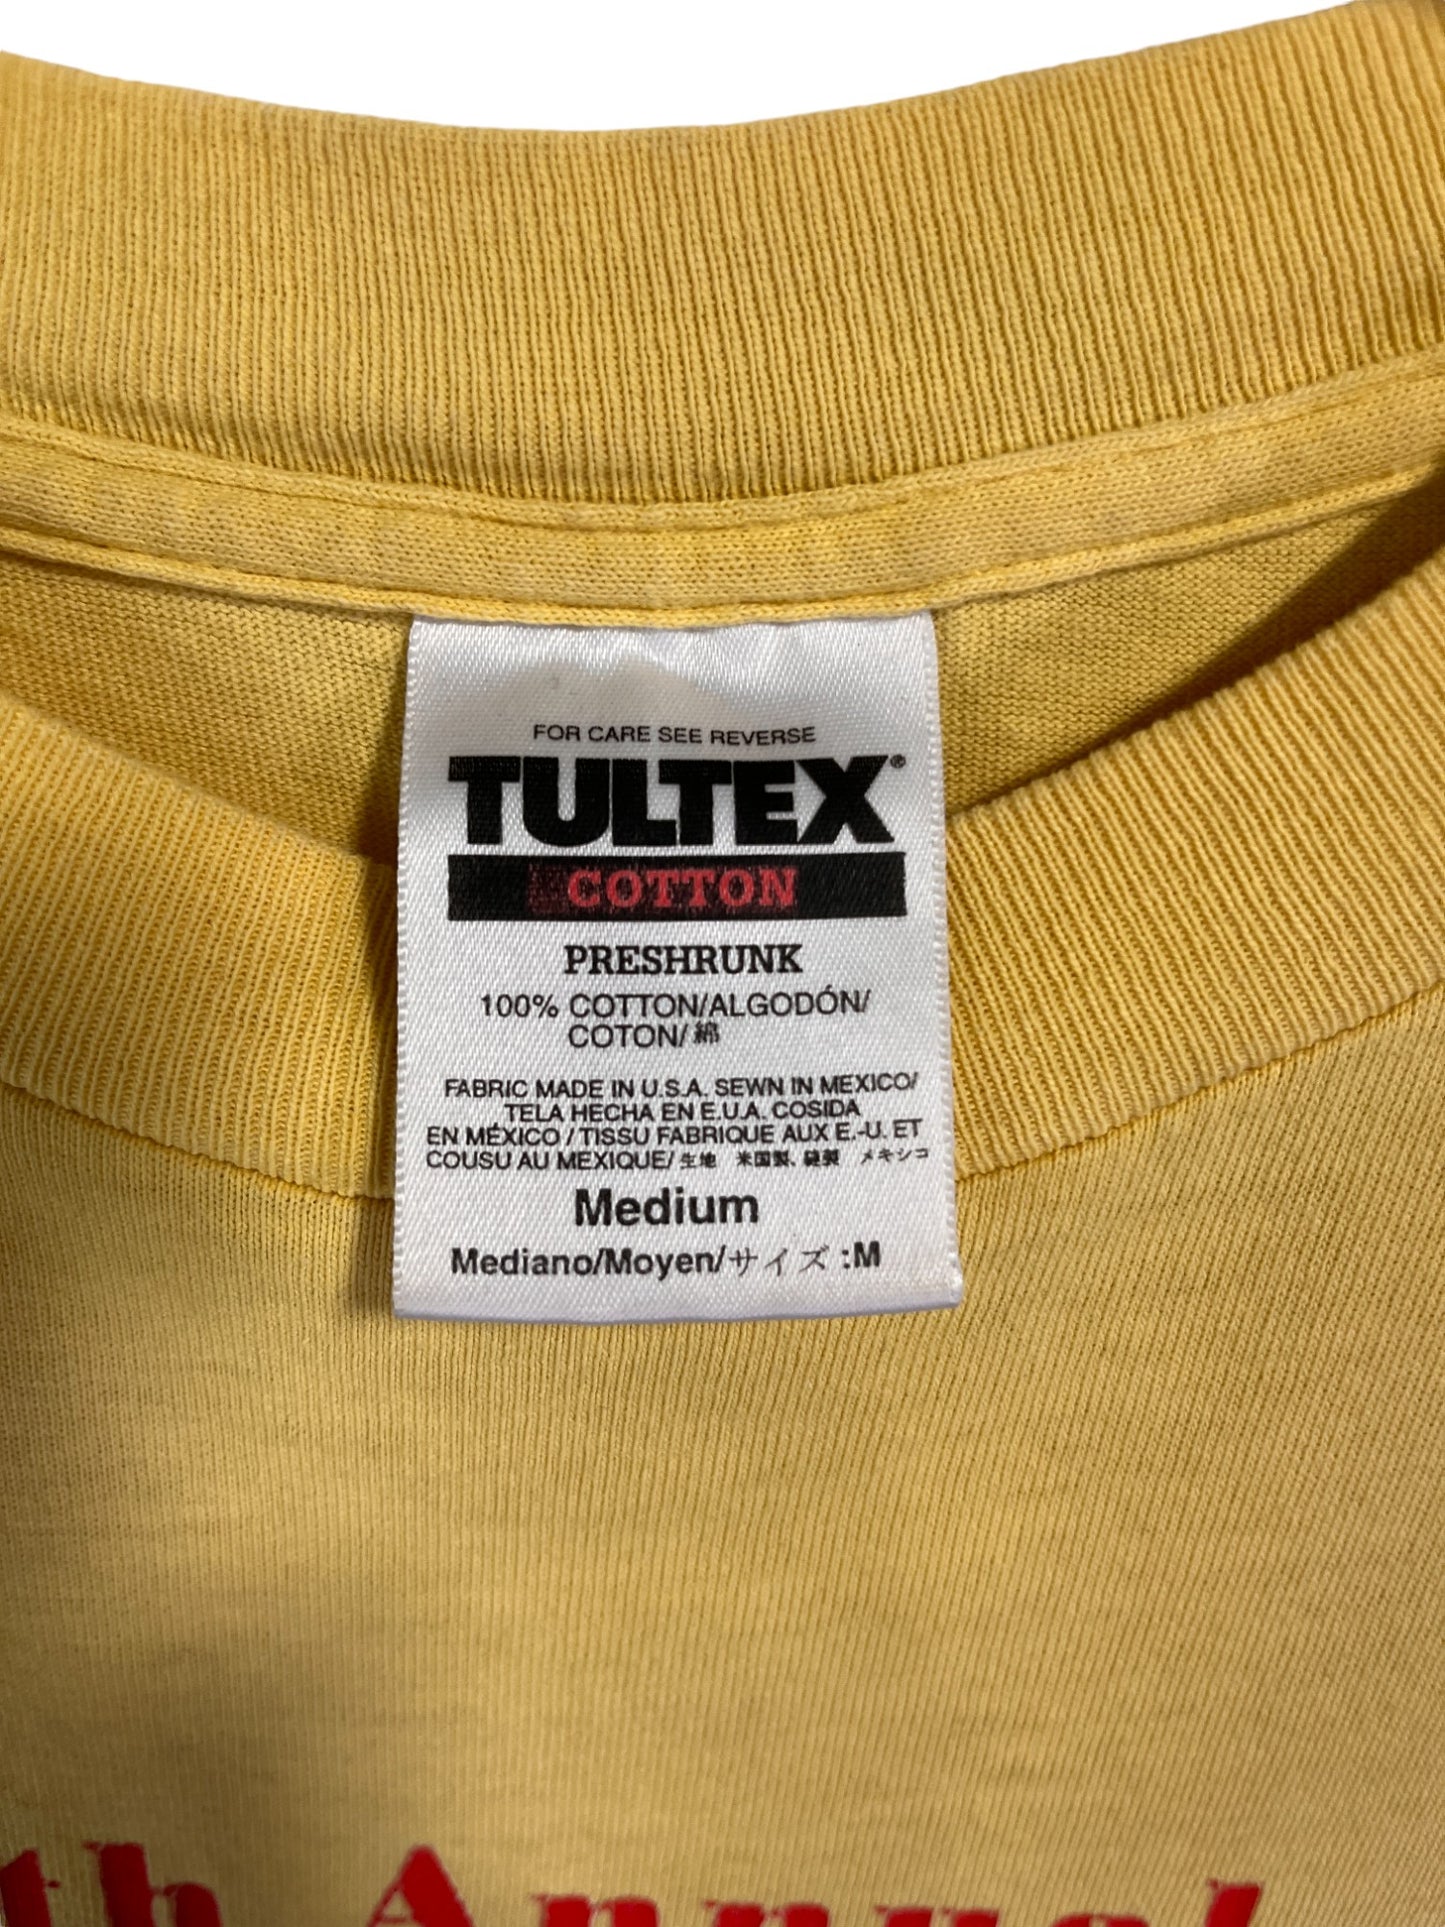 FOR CARE SEE REVERSE
TULTEX®
COTTON
PRESHRUNK
100% COTTON/ALGODÓN/
COTON/綿
FABRIC MADE IN U.S.A. SEWN IN MEXICO/
TELA HECHA EN E.U.A. COSIDA
EN MÉXICO / TISSU FABRIQUE AUX E.-U. ET
COUSU AU MEXIQUE/ 生地 米国製、縫製 メキシコ
Medium
Mediano/Moyen/サイズ :M
th Annual